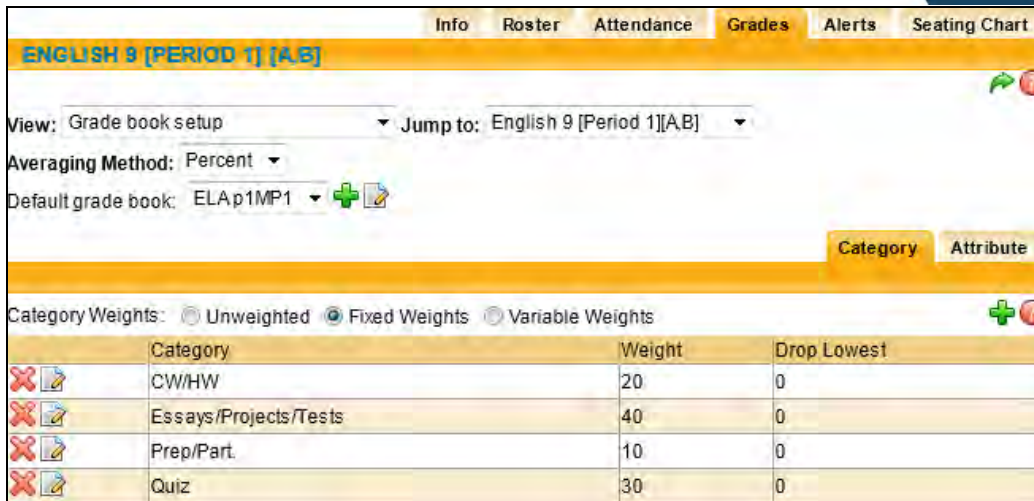 Info Roster Attendance Grades Alerts Seating Chart
ENGLISH 9 [PERIOD 1] [A,B]
View: Grade book setup Jump to: English 9 [Period 1][A,B]
Averaging Method: Percent
Default grade book: ELAp1MP1
Category Attribute
Category Weights: Unweighted Fixed Weights Variable Weights
Category Weight Drop Lowest
CW/HW 20 0
Essays/Projects/Tests 40 0
Prep/Part. 10 0
Quiz 30 0